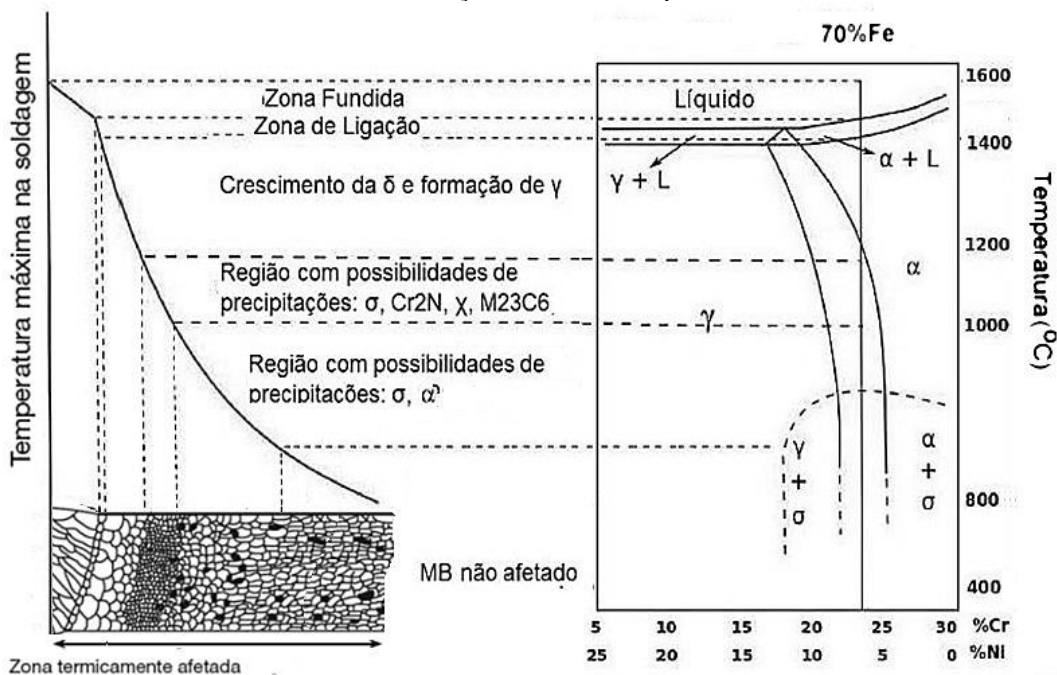 70%Fe
Temperatura máxima na soldagem
Zona Fundida
Zona de Ligação
Crescimento da δ e formação de γ
Região com possibilidades de
precipitações: σ, Cr2N, χ, M23C6
Região com possibilidades de
precipitações: σ, α'
MB não afetado
Zona termicamente afetada
Líquido
γ + L
α + L
γ
α
γ
+
σ
α
+
σ
1600
1400
1200
1000
800
400
Temperatura (ºC)
5 10 15 20 25 30 %Cr
25 20 15 10 5 0 %NI